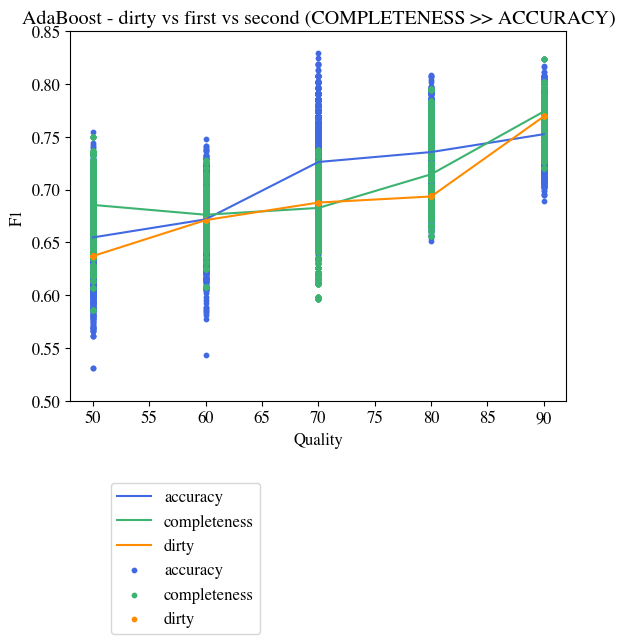 AdaBoost - dirty vs first vs second (COMPLETENESS >> ACCURACY)
0.85
0.80
0.75
0.70
0.65
0.60
0.55
0.50
F1
50 55 60 65 70 75 80 85 90
Quality
accuracy
completeness
dirty
accuracy
completeness
dirty